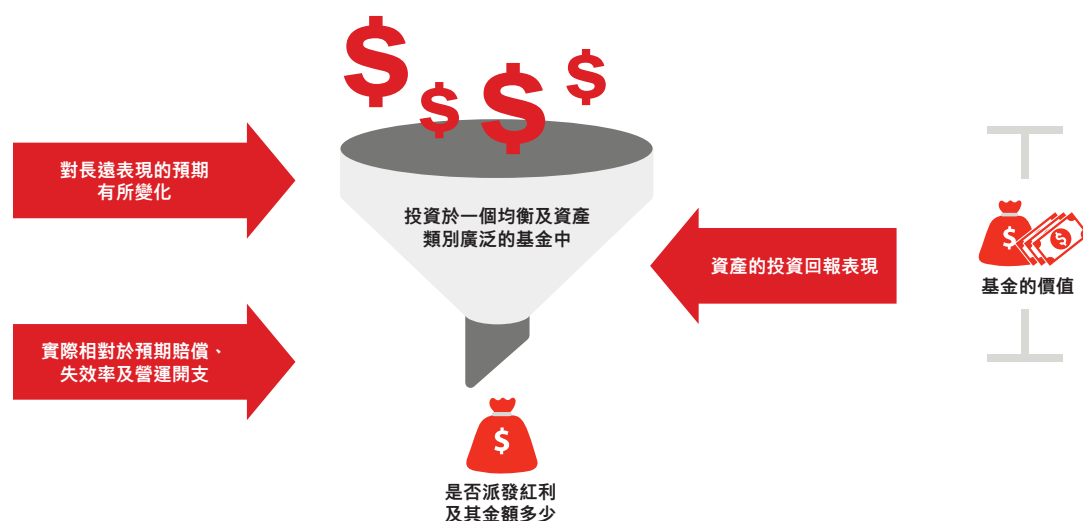 $
$
$
$
對長遠表現的預期
有所變化
投資於一個均衡及資產
類別廣泛的基金中
資產的投資回報表現
$
$
基金的價值
實際相對於預期賠償、
失效率及營運開支
$
是否派發紅利
及其金額多少